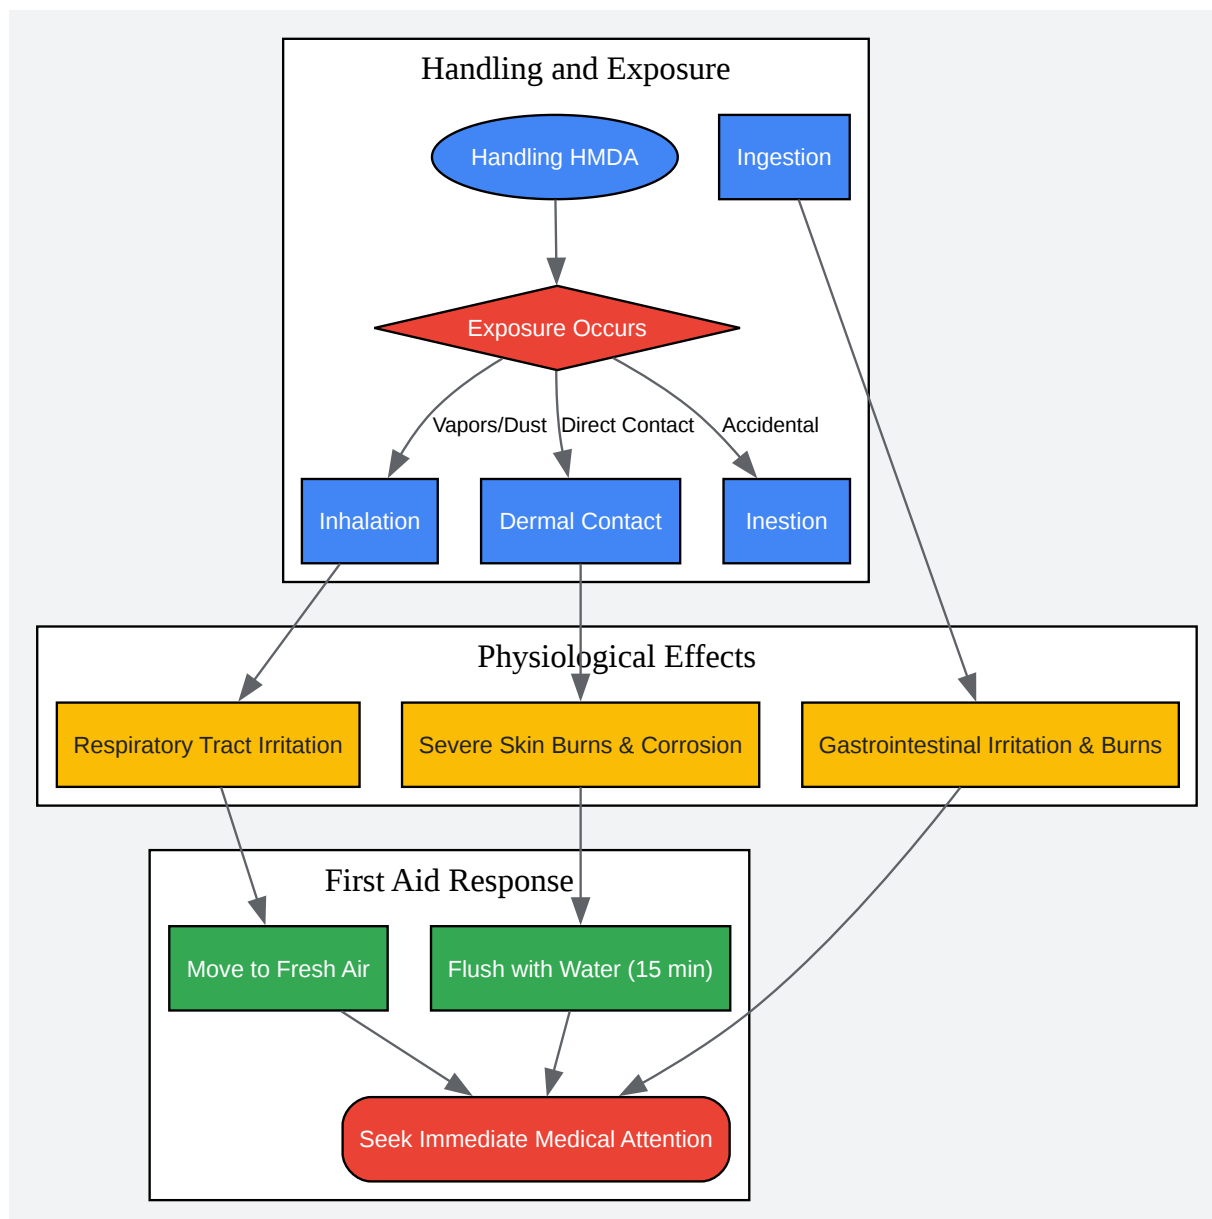 Handling and Exposure
Handling HMDA
Ingestion
Exposure Occurs
Vapors/Dust
Direct Contact
Accidental
Inhalation
Dermal Contact
Inestion
Physiological Effects
Respiratory Tract Irritation
Severe Skin Burns & Corrosion
Gastrointestinal Irritation & Burns
First Aid Response
Move to Fresh Air
Flush with Water (15 min)
Seek Immediate Medical Attention